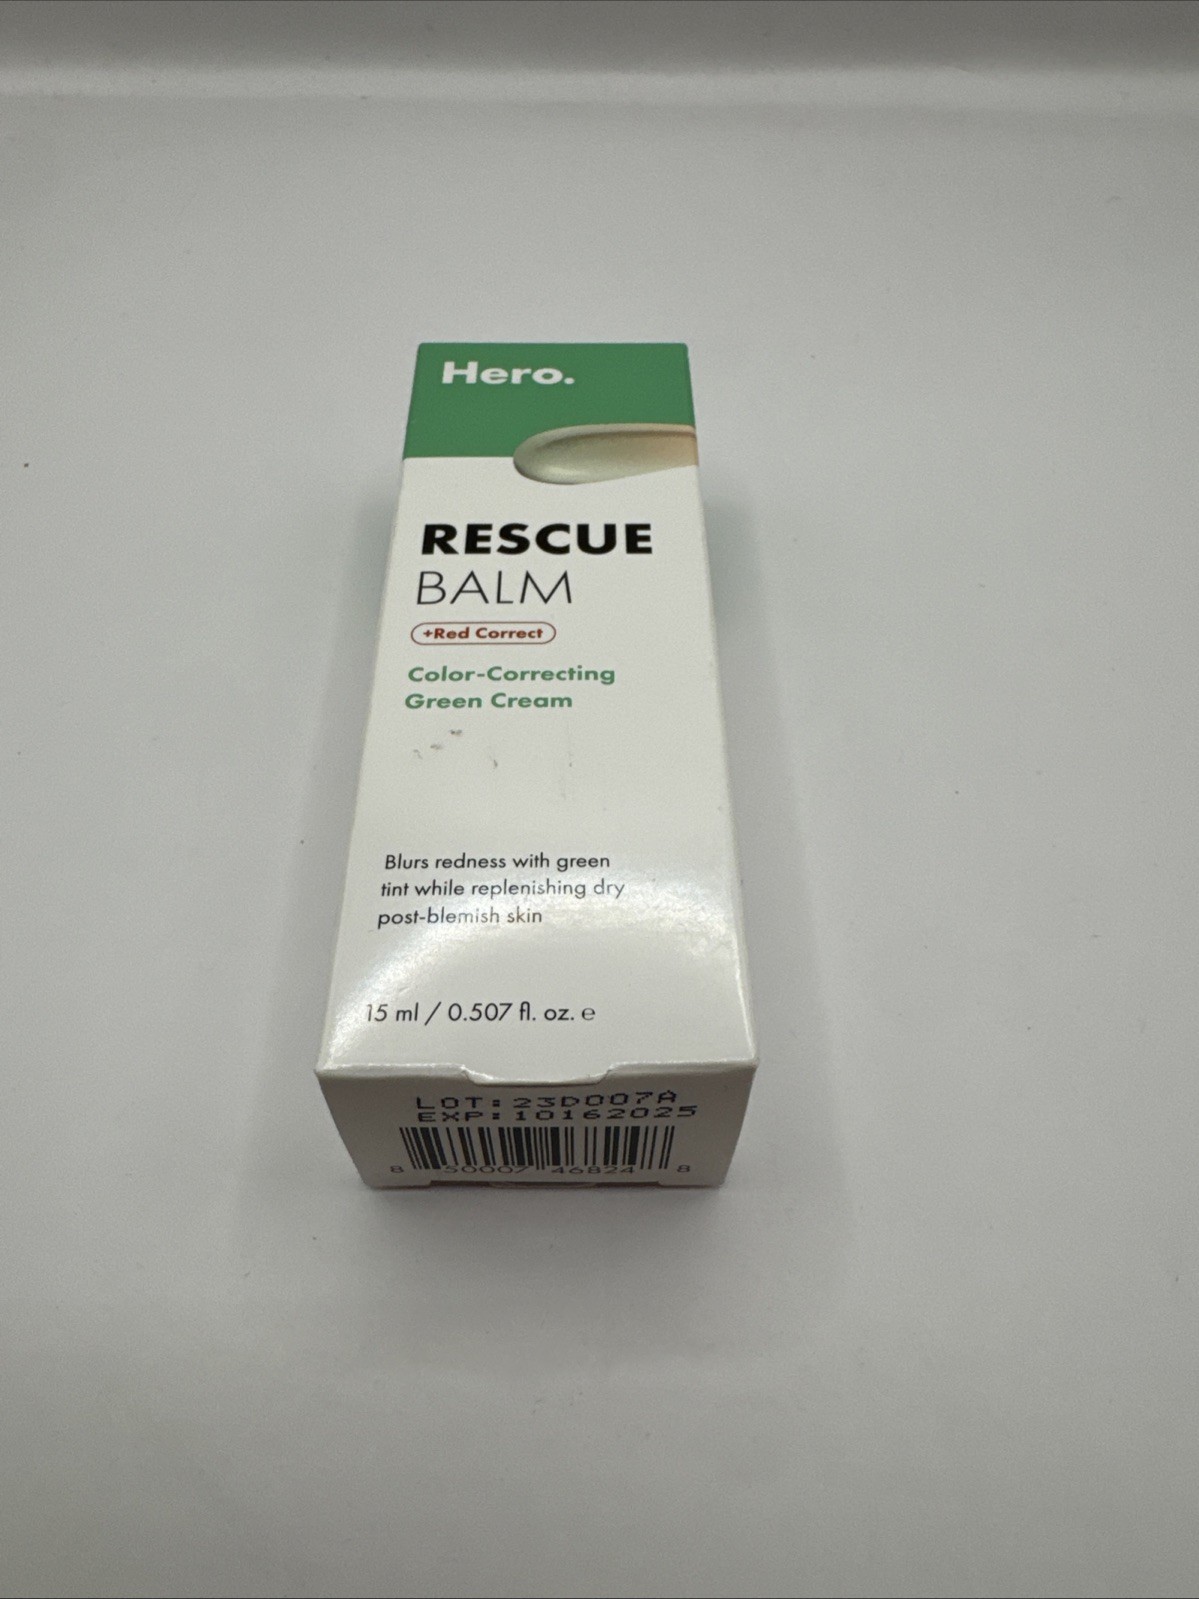 Hero.
RESCUE
BALM
+Red Correct
Color-Correcting
Green Cream
Blurs redness with green
tint while replenishing dry
post-blemish skin
15 ml / 0.507 fl. oz. ℮
LOT: 23D007A
EXP: 10162025
8 50007 46824 8